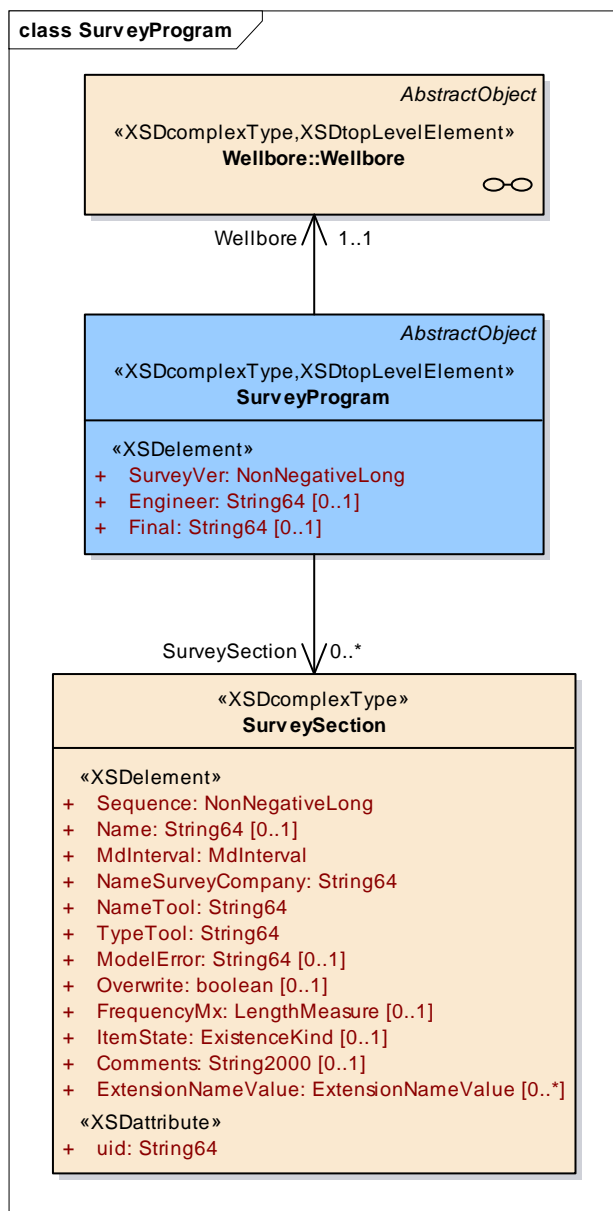 class SurveyProgram
AbstractObject
«XSDcomplexType,XSDtopLevelElement»
Wellbore::Wellbore
Wellbore 1..1
AbstractObject
«XSDcomplexType,XSDtopLevelElement»
SurveyProgram
«XSDelement»
+ SurveyVer: NonNegativeLong
+ Engineer: String64 [0..1]
+ Final: String64 [0..1]
SurveySection 0..*
«XSDcomplexType»
SurveySection
«XSDelement»
+ Sequence: NonNegativeLong
+ Name: String64 [0..1]
+ MdInterval: MdInterval
+ NameSurveyCompany: String64
+ NameTool: String64
+ TypeTool: String64
+ ModelError: String64 [0..1]
+ Overwrite: boolean [0..1]
+ FrequencyMx: LengthMeasure [0..1]
+ ItemState: ExistenceKind [0..1]
+ Comments: String2000 [0..1]
+ ExtensionNameValue: ExtensionNameValue [0..*]
«XSDattribute»
+ uid: String64